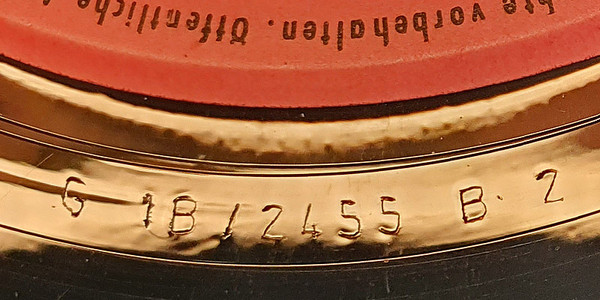 vorbehalten. Öffentliche
G 1B/2455 B·2